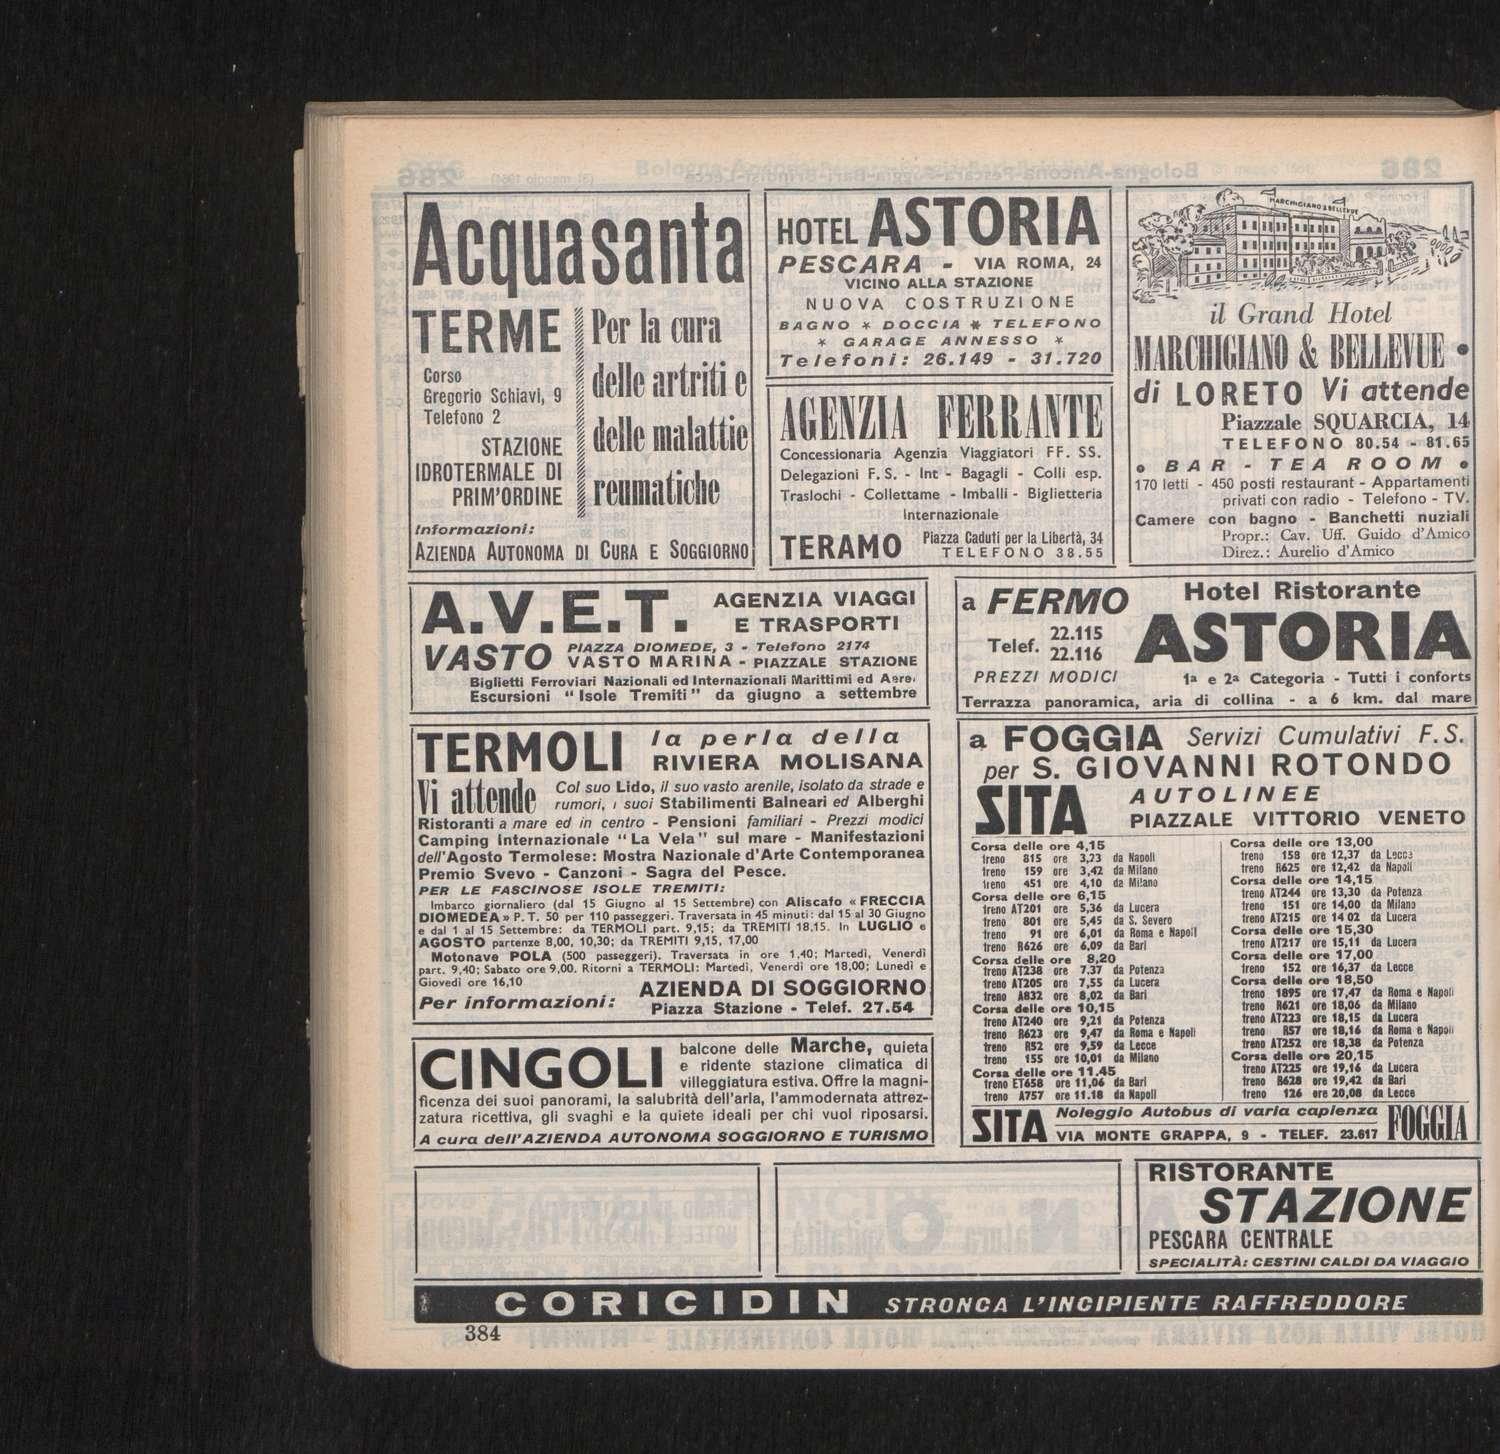 Acquasanta
TERME
Corso
Gregorio Schiavi, 9
Telefono 2
STAZIONE
IDROTERMALE DI
PRIM'ORDINE
Per la cura
delle artriti e
delle malattie
reumatiche
Informazioni:
AZIENDA AUTONOMA DI CURA E SOGGIORNO
HOTEL ASTORIA
PESCARA - VIA ROMA, 24
VICINO ALLA STAZIONE
NUOVA COSTRUZIONE
BAGNO * DOCCIA * TELEFONO
* GARAGE ANNESSO *
Telefoni: 26.149 - 31.720
AGENZIA FERRANTE
Concessionaria Agenzia Viaggiatori FF. SS.
Delegazioni F.S. - Int - Bagagli - Colli esp.
Traslochi - Collettame - Imballi - Biglietteria
Internazionale
TERAMO Piazza Caduti per la Libertà, 34
TELEFONO 38.55
MARCHIGIANO & BELLEVUE
il Grand Hotel
MARCHIGIANO & BELLEVUE •
di LORETO Vi attende
Piazzale SQUARCIA, 14
TELEFONO 80.54 - 81.65
• BAR - TEA ROOM •
170 letti - 450 posti restaurant - Appartamenti
privati con radio - Telefono - TV.
Camere con bagno - Banchetti nuziali
Propr.: Cav. Uff. Guido d'Amico
Direz.: Aurelio d'Amico
A.V.E.T. AGENZIA VIAGGI
E TRASPORTI
VASTO PIAZZA DIOMEDE, 3 - Telefono 2174
VASTO MARINA - PIAZZALE STAZIONE
Biglietti Ferroviari Nazionali ed Internazionali Marittimi ed Aere.
Escursioni "Isole Tremiti" da giugno a settembre
a FERMO
Telef. 22.115
22.116
PREZZI MODICI
Hotel Ristorante
ASTORIA
1ª e 2ª Categoria - Tutti i conforts
Terrazza panoramica, aria di collina - a 6 km. dal mare
TERMOLI la perla della
RIVIERA MOLISANA
Vi attende Col suo Lido, il suo vasto arenile, isolato da strade e
rumori, i suoi Stabilimenti Balneari ed Alberghi
Ristoranti a mare ed in centro - Pensioni familiari - Prezzi modici
Camping Internazionale "La Vela" sul mare - Manifestazioni
dell'Agosto Termolese: Mostra Nazionale d'Arte Contemporanea
Premio Svevo - Canzoni - Sagra del Pesce.
PER LE FASCINOSE ISOLE TREMITI:
Imbarco giornaliero (dal 15 Giugno al 15 Settembre) con Aliscafo «FRECCIA
DIOMEDEA» P. T. 50 per 110 passeggeri. Traversata in 45 minuti: dal 15 al 30 Giugno
e dal 1 al 15 Settembre: da TERMOLI part. 9,15; da TREMITI 18,15. In LUGLIO e
AGOSTO partenze 8,00, 10,30; da TREMITI 9,15, 17,00
Motonave POLA (500 passeggeri). Traversata in ore 1,40; Martedì, Venerdì
part. 9,40; Sabato ore 9,00. Ritorni a TERMOLI: Martedì, Venerdì ore 18,00; Lunedì e
Giovedì ore 16,10
Per informazioni: AZIENDA DI SOGGIORNO
Piazza Stazione - Telef. 27.54
CINGOLI balcone delle Marche, quieta
e ridente stazione climatica di
villeggiatura estiva. Offre la magni-
ficenza dei suoi panorami, la salubrità dell'aria, l'ammodernata attrez-
zatura ricettiva, gli svaghi e la quiete ideali per chi vuol riposarsi.
A cura dell'AZIENDA AUTONOMA SOGGIORNO E TURISMO
a FOGGIA Servizi Cumulativi F.S.
per S. GIOVANNI ROTONDO
SITA AUTOLINEE
PIAZZALE VITTORIO VENETO
Corsa delle ore 4,15
treno 815 ore 3,23 da Napoli
treno 159 ore 3,42 da Milano
treno 451 ore 4,10 da Milano
Corsa delle ore 6,15
treno AT201 ore 5,36 da Lucera
treno 801 ore 5,45 da S. Severo
treno 91 ore 6,01 da Roma e Napoli
treno R626 ore 6,09 da Bari
Corsa delle ore 8,20
treno AT238 ore 7,37 da Potenza
treno AT205 ore 7,55 da Lucera
treno A832 ore 8,02 da Bari
Corsa delle ore 10,15
treno AT240 ore 9,21 da Potenza
treno R623 ore 9,47 da Roma e Napoli
treno R52 ore 9,59 da Lecce
treno 155 ore 10,01 da Milano
Corsa delle ore 11.45
treno ET658 ore 11,06 da Bari
treno A757 ore 11.18 da Napoli
Corsa delle ore 13,00
treno 158 ore 12,37 da Lecce
treno R625 ore 12,42 da Napoli
Corsa delle ore 14,15
treno AT244 ore 13,30 da Potenza
treno 151 ore 14,00 da Milano
treno AT215 ore 14 02 da Lucera
Corsa delle ore 15,30
treno AT217 ore 15,11 da Lucera
Corsa delle ore 17,00
treno 152 ore 16,37 da Lecce
Corsa delle ore 18,50
treno 1895 ore 17,47 da Roma e Napoli
treno R621 ore 18,06 da Milano
treno AT223 ore 18,15 da Lucera
treno R57 ore 18,16 da Roma e Napoli
treno AT252 ore 18,38 da Potenza
Corsa delle ore 20,15
treno AT225 ore 19,16 da Lucera
treno R628 ore 19,42 da Bari
treno 126 ore 20,08 da Lecce
SITA Noleggio Autobus di varia capienza
VIA MONTE GRAPPA, 9 - TELEF. 23.617 FOGGIA
RISTORANTE
STAZIONE
PESCARA CENTRALE
SPECIALITÀ: CESTINI CALDI DA VIAGGIO
CORICIDIN STRONCA L'INCIPIENTE RAFFREDDORE
384